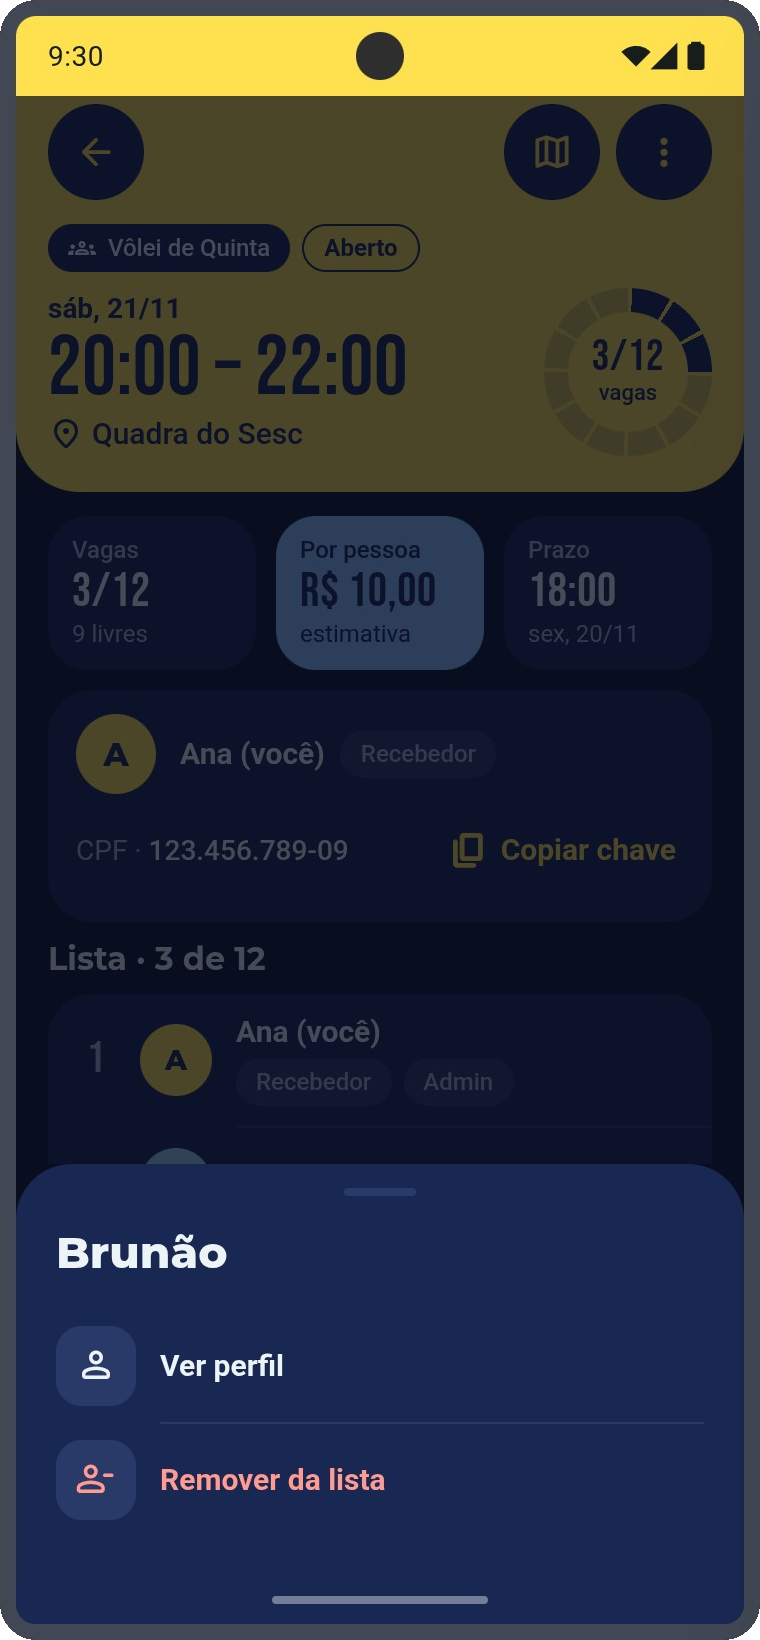 9:30
Vôlei de Quinta
Aberto
sáb, 21/11
20:00 – 22:00
Quadra do Sesc
3/12
vagas
Vagas
3/12
9 livres
Por pessoa
R$ 10,00
estimativa
Prazo
18:00
sex, 20/11
A
Ana (você)
Recebedor
CPF · 123.456.789-09
Copiar chave
Lista · 3 de 12
1
A
Ana (você)
Recebedor
Admin
Brunão
Ver perfil
Remover da lista